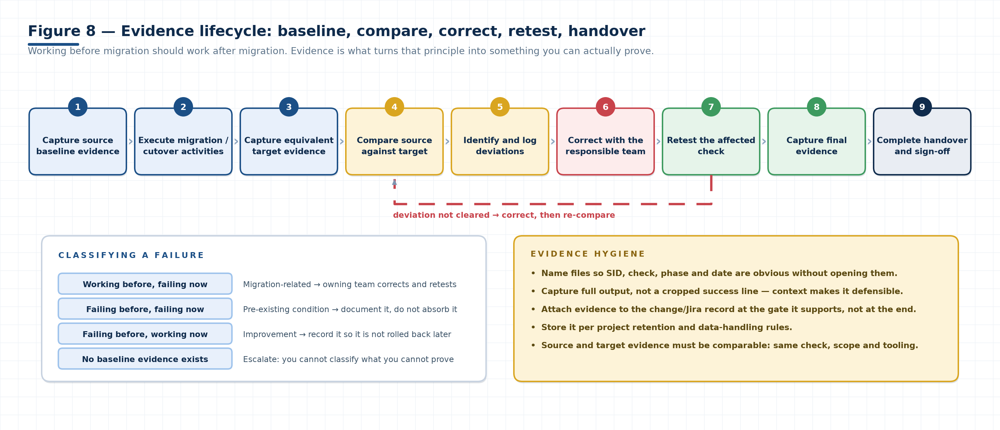 Figure 8 — Evidence lifecycle: baseline, compare, correct, retest, handover
Working before migration should work after migration. Evidence is what turns that principle into something you can actually prove.
1
Capture source
baseline evidence
›
2
Execute migration /
cutover activities
›
3
Capture equivalent
target evidence
›
4
Compare source
against target
›
5
Identify and log
deviations
›
6
Correct with the
responsible team
›
7
Retest the affected
check
›
8
Capture final
evidence
›
9
Complete handover
and sign-off
deviation not cleared → correct, then re-compare
CLASSIFYING A FAILURE
Working before, failing now
Migration-related → owning team corrects and retests
Failing before, failing now
Pre-existing condition → document it, do not absorb it
Failing before, working now
Improvement → record it so it is not rolled back later
No baseline evidence exists
Escalate: you cannot classify what you cannot prove
EVIDENCE HYGIENE
• Name files so SID, check, phase and date are obvious without opening them.
• Capture full output, not a cropped success line — context makes it defensible.
• Attach evidence to the change/Jira record at the gate it supports, not at the end.
• Store it per project retention and data-handling rules.
• Source and target evidence must be comparable: same check, scope and tooling.